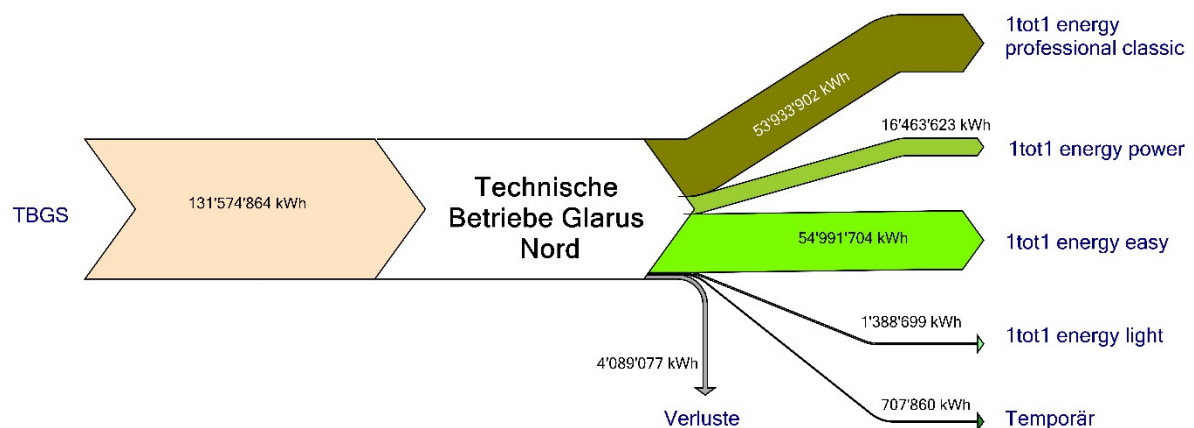 1tot1 energy
professional classic
53'933'902 kWh
16'463'623 kWh
1tot1 energy power
TBGS
131'574'864 kWh
Technische
Betriebe Glarus
Nord
54'991'704 kWh
1tot1 energy easy
1'388'699 kWh
1tot1 energy light
4'089'077 kWh
Verluste
707'860 kWh
Temporär